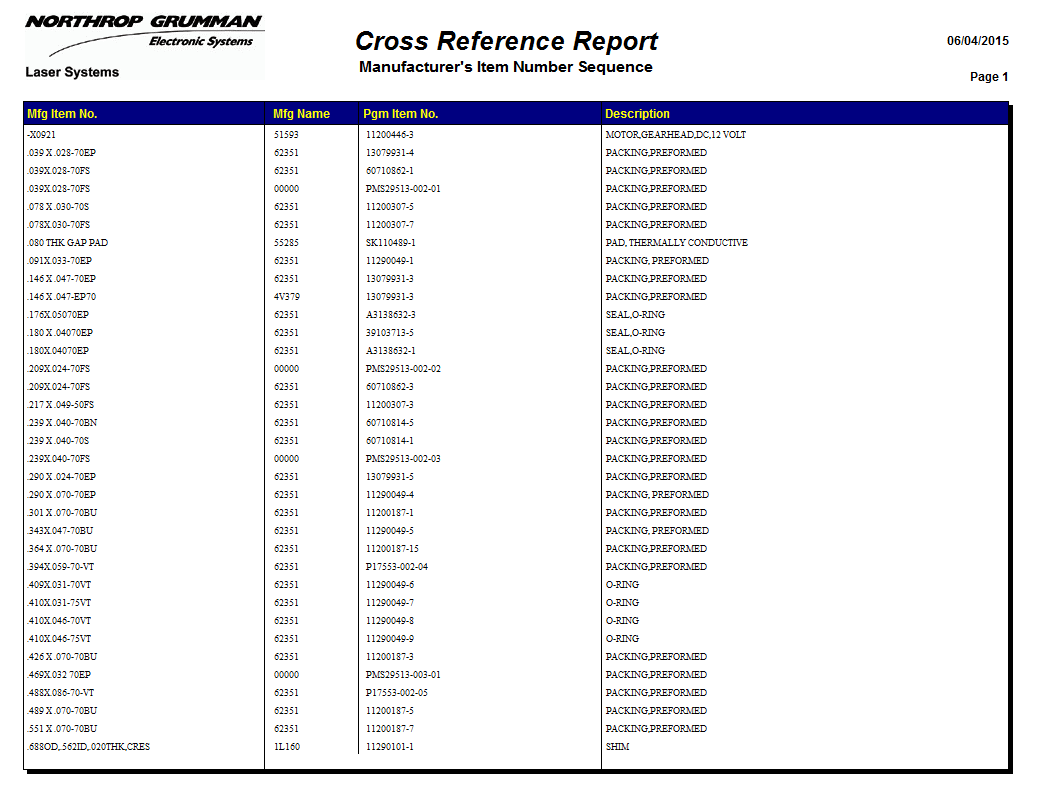 NORTHROP GRUMMAN
Electronic Systems
Laser Systems
Cross Reference Report
Manufacturer's Item Number Sequence
06/04/2015
Page 1
Mfg Item No. Mfg Name Pgm Item No. Description
-X0921 51593 11200446-3 MOTOR,GEARHEAD,DC,12 VOLT
.039 X .028-70EP 62351 13079931-4 PACKING,PREFORMED
.039X.028-70FS 62351 60710862-1 PACKING,PREFORMED
.039X.028-70FS 00000 PMS29513-002-01 PACKING,PREFORMED
.078 X .030-70S 62351 11200307-5 PACKING,PREFORMED
.078X.030-70FS 62351 11200307-7 PACKING,PREFORMED
.080 THK GAP PAD 55285 SK110489-1 PAD, THERMALLY CONDUCTIVE
.091X.033-70EP 62351 11290049-1 PACKING, PREFORMED
.146 X .047-70EP 62351 13079931-3 PACKING,PREFORMED
.146 X .047-EP70 4V379 13079931-3 PACKING,PREFORMED
.176X.05070EP 62351 A3138632-3 SEAL,O-RING
.180 X .04070EP 62351 39103713-5 SEAL,O-RING
.180X.04070EP 62351 A3138632-1 SEAL,O-RING
.209X.024-70FS 00000 PMS29513-002-02 PACKING,PREFORMED
.209X.024-70FS 62351 60710862-3 PACKING,PREFORMED
.217 X .049-50FS 62351 11200307-3 PACKING,PREFORMED
.239 X .040-70BN 62351 60710814-5 PACKING,PREFORMED
.239 X .040-70S 62351 60710814-1 PACKING,PREFORMED
.239X.040-70FS 00000 PMS29513-002-03 PACKING,PREFORMED
.290 X .024-70EP 62351 13079931-5 PACKING,PREFORMED
.290 X .070-70EP 62351 11290049-4 PACKING, PREFORMED
.301 X .070-70BU 62351 11200187-1 PACKING,PREFORMED
.343X.047-70BU 62351 11290049-5 PACKING, PREFORMED
.364 X .070-70BU 62351 11200187-15 PACKING,PREFORMED
.394X.059-70-VT 62351 P17553-002-04 PACKING,PREFORMED
.409X.031-70VT 62351 11290049-6 O-RING
.410X.031-75VT 62351 11290049-7 O-RING
.410X.046-70VT 62351 11290049-8 O-RING
.410X.046-75VT 62351 11290049-9 O-RING
.426 X .070-70BU 62351 11200187-3 PACKING,PREFORMED
.469X.032 70EP 00000 PMS29513-003-01 PACKING,PREFORMED
.488X.086-70-VT 62351 P17553-002-05 PACKING,PREFORMED
.489 X .070-70BU 62351 11200187-5 PACKING,PREFORMED
.551 X .070-70BU 62351 11200187-7 PACKING,PREFORMED
.688OD,.562ID,.020THK,CRES 1L160 11290101-1 SHIM